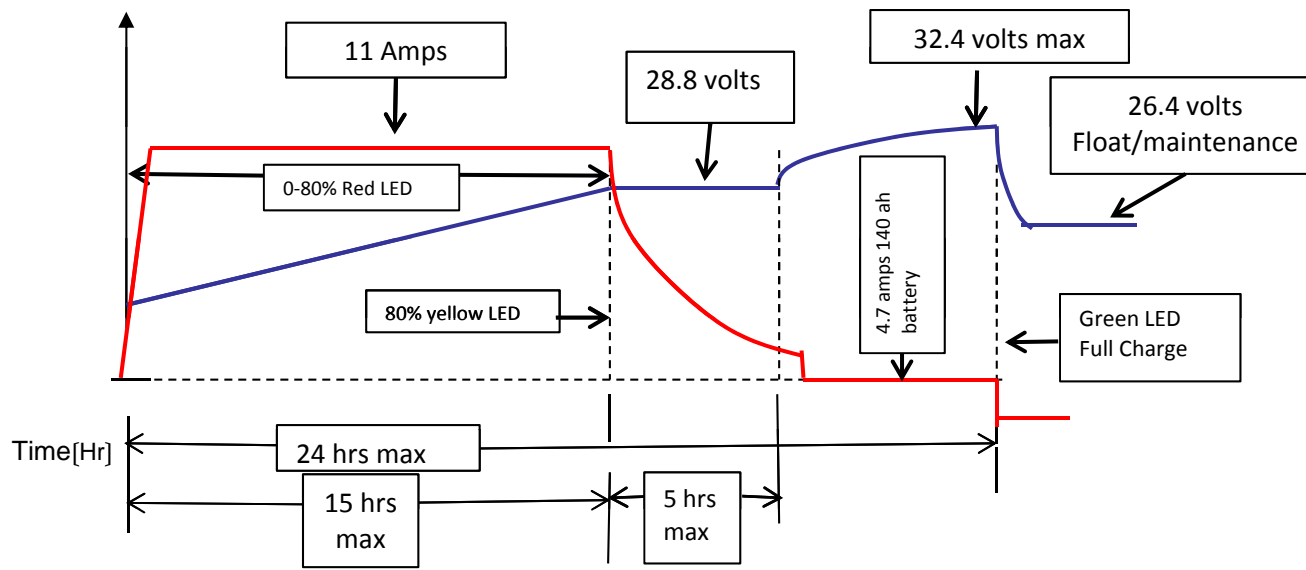 11 Amps
28.8 volts
32.4 volts max
26.4 volts
Float/maintenance
0-80% Red LED
80% yellow LED
4.7 amps 140 ah
battery
Green LED
Full Charge
Time[Hr]
24 hrs max
15 hrs
max
5 hrs
max